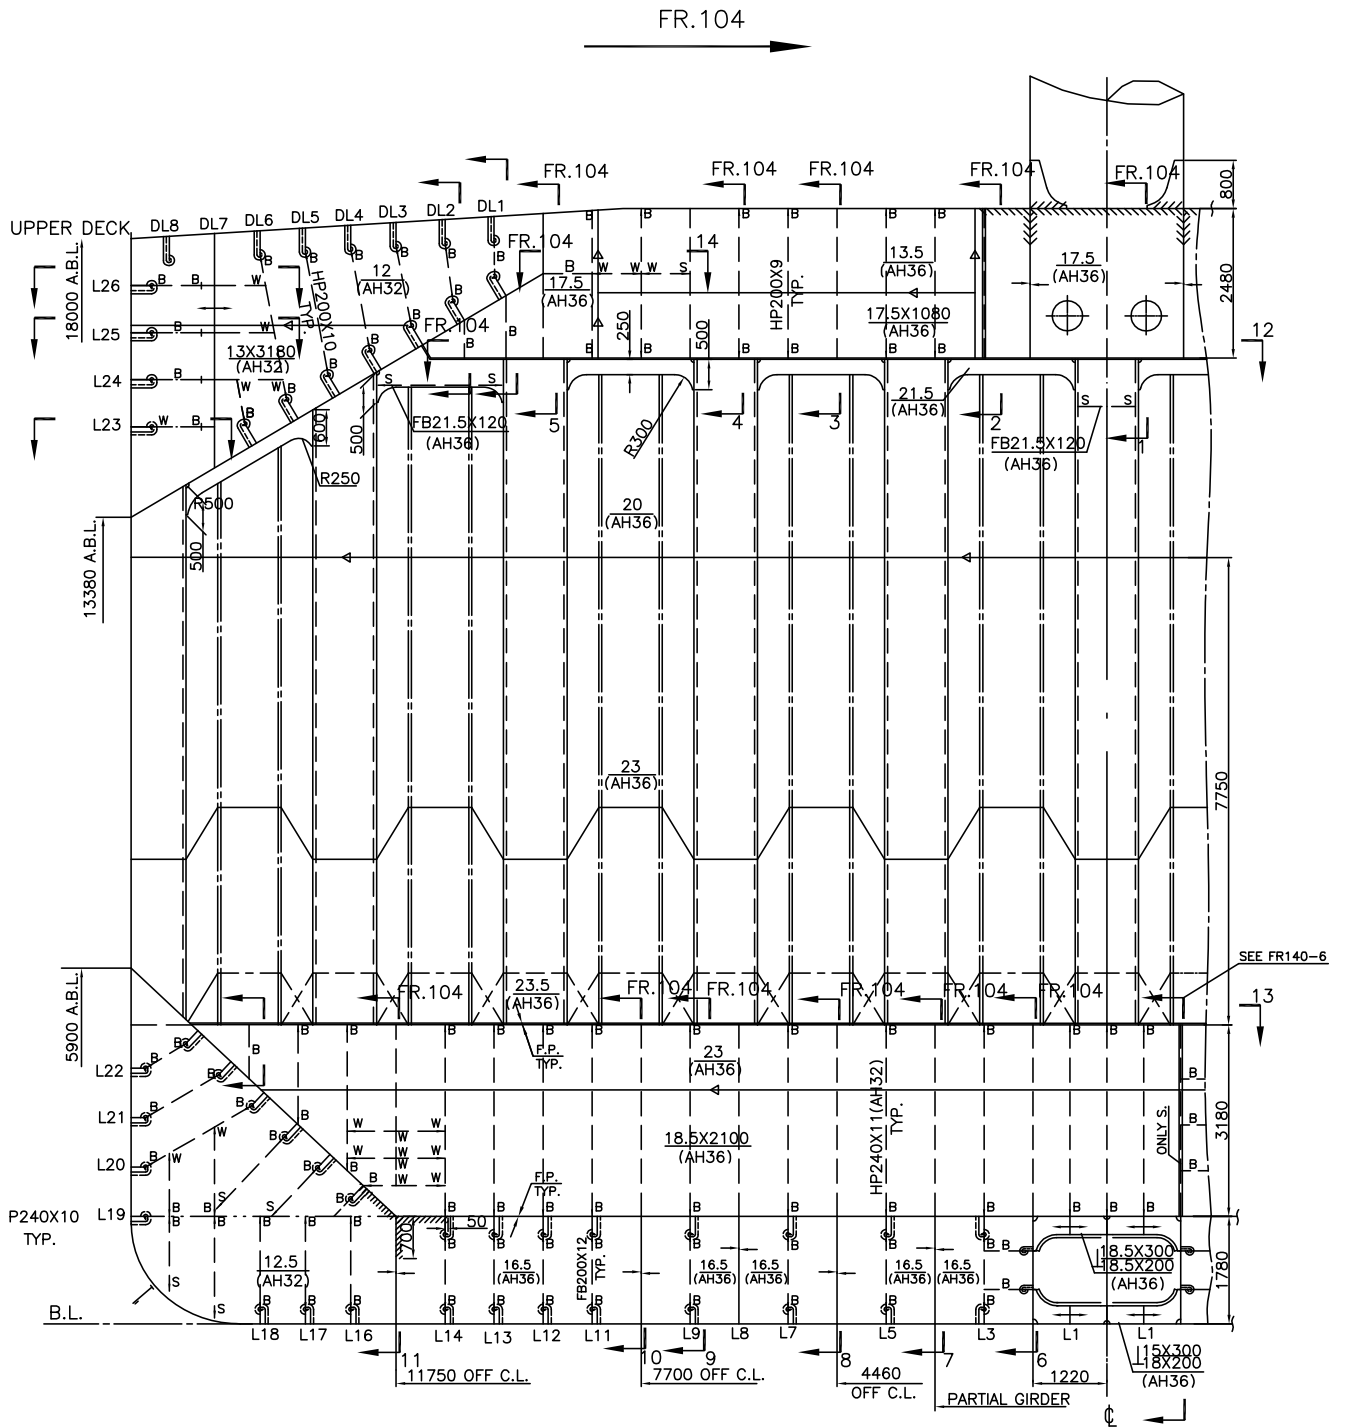 FR.104
800
FR.104
FR.104
FR.104
FR.104
FR.104
UPPER DECK
DL8
DL7
DL6
DL5
DL4
DL3
DL2
DL1
FR.104
14
13.5
(AH36)
17.5
(AH36)
2480
18000 A.B.L.
L26
B
B
W
HP200X10
TYP.
12
(AH32)
B
W
W
W
S
17.5
(AH36)
HP200X9
TYP.
17.5X1080
(AH36)
L25
B
W
13X3180
(AH32)
FR.104
250
500
12
L24
B
L23
W
B
W
W
S
S
600
500
FB21.5X120
(AH36)
5
4
3
21.5
(AH36)
2
S
S
FB21.5X120
(AH36)
1
R300
R250
R500
500
20
(AH36)
13380 A.B.L.
23
(AH36)
7750
SEE FR140-6
5900 A.B.L.
FR.104
23.5
(AH36)
FR.104
FR.104
FR.104
FR.104
FR.104
13
F.P.
TYP.
23
(AH36)
L22
L21
L20
HP240X11(AH32)
TYP.
18.5X2100
(AH36)
ONLY S.
3180
W
W
W
W
W
W
F.P.
TYP.
P240X10
TYP.
L19
50
700
12.5
(AH32)
16.5
(AH36)
FB200X12
TYP.
16.5
(AH36)
16.5
(AH36)
16.5
(AH36)
16.5
(AH36)
18.5X300
18.5X200
(AH36)
1780
B.L.
L18
L17
L16
L14
L13
L12
L11
L9
L8
L7
L5
L3
L1
L1
15X300
18X200
(AH36)
11
10
9
8
7
6
11750 OFF C.L.
7700 OFF C.L.
4460
OFF C.L.
1220
PARTIAL GIRDER
℄